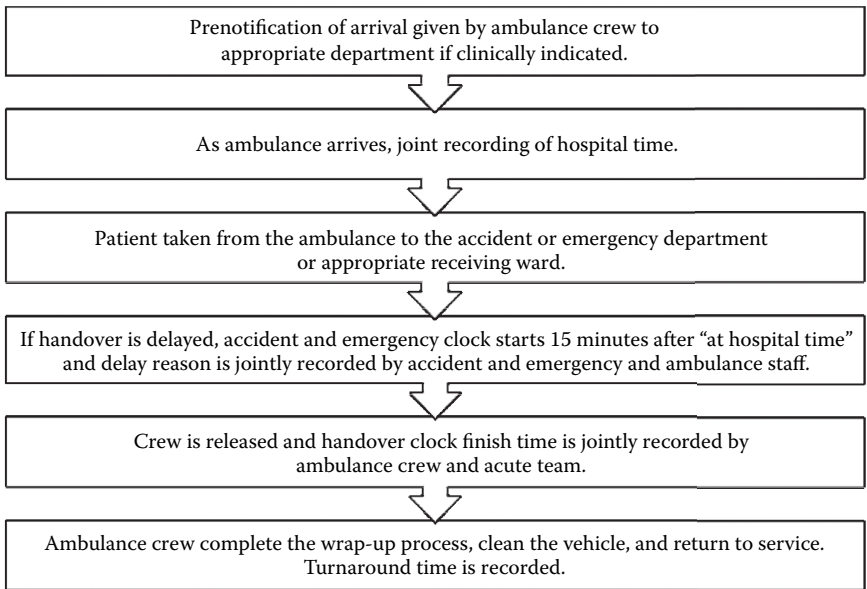 Prenotification of arrival given by ambulance crew to
appropriate department if clinically indicated.
As ambulance arrives, joint recording of hospital time.
Patient taken from the ambulance to the accident or emergency department
or appropriate receiving ward.
If handover is delayed, accident and emergency clock starts 15 minutes after “at hospital time”
and delay reason is jointly recorded by accident and emergency and ambulance staff.
Crew is released and handover clock finish time is jointly recorded by
ambulance crew and acute team.
Ambulance crew complete the wrap-up process, clean the vehicle, and return to service.
Turnaround time is recorded.